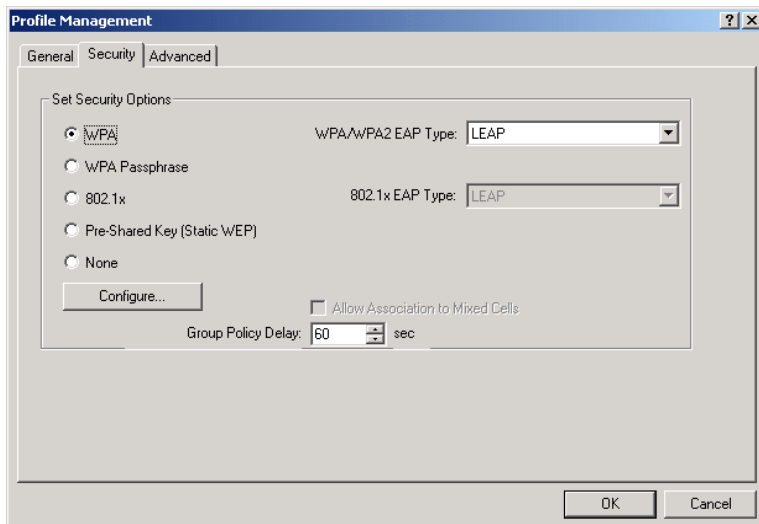 Profile Management
General Security Advanced
Set Security Options
WPA WPA/WPA2 EAP Type: LEAP
WPA Passphrase
802.1x 802.1x EAP Type: LEAP
Pre-Shared Key (Static WEP)
None
Configure...
Allow Association to Mixed Cells
Group Policy Delay: 60 sec
OK Cancel